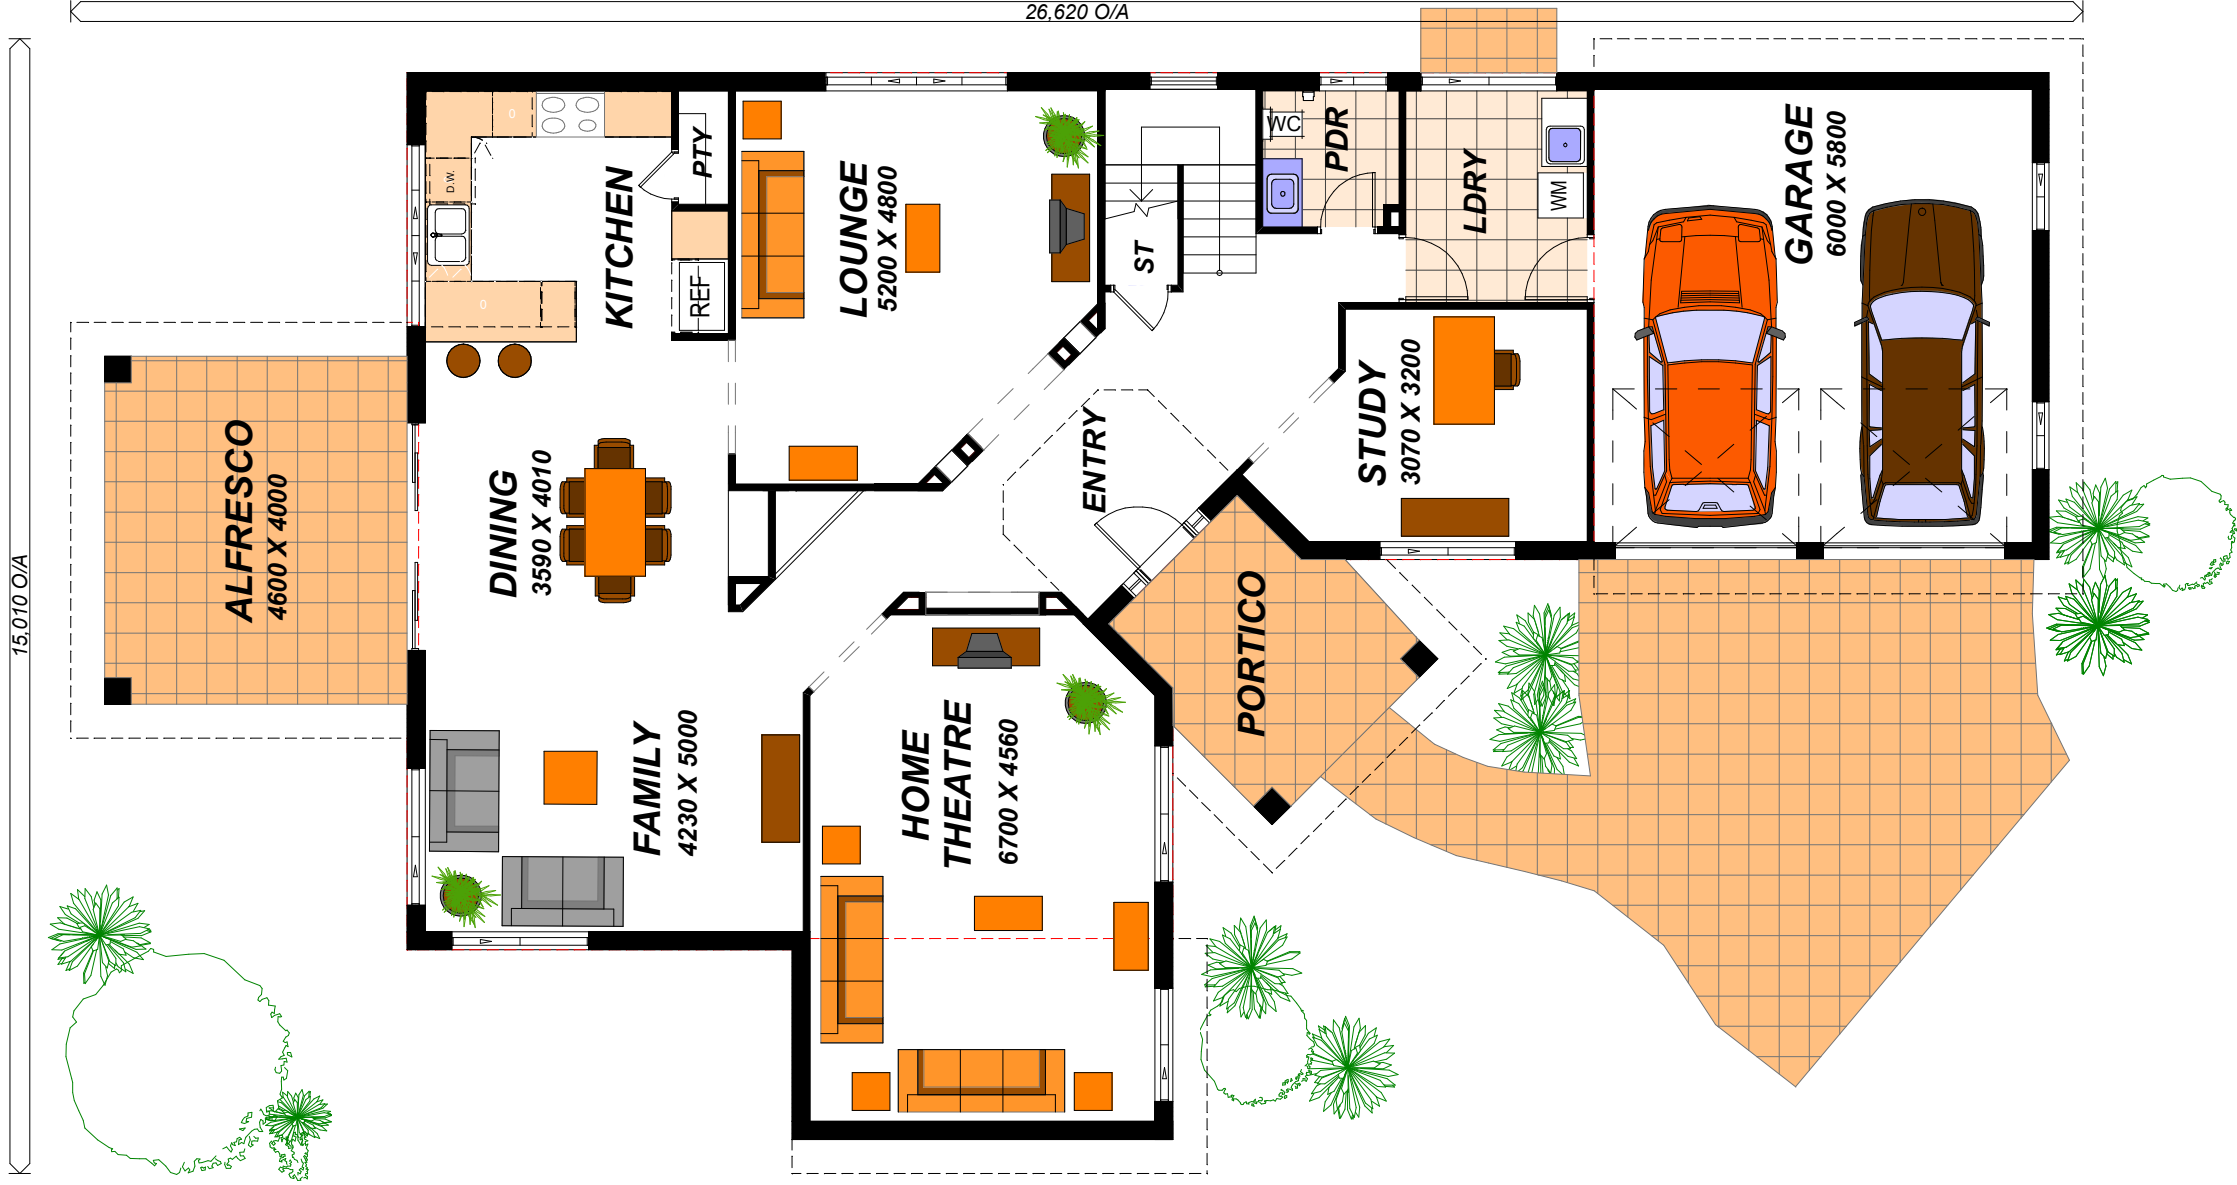 26,620 O/A
15,010 O/A
O
D.W.
O
KITCHEN
PTY
REF
LOUNGE
5200 X 4800
ST
WC
PDR
LDRY
WM
GARAGE
6000 X 5800
ALFRESCO
4600 X 4000
DINING
3590 X 4010
ENTRY
STUDY
3070 X 3200
PORTICO
FAMILY
4230 X 5000
HOME
THEATRE
6700 X 4560